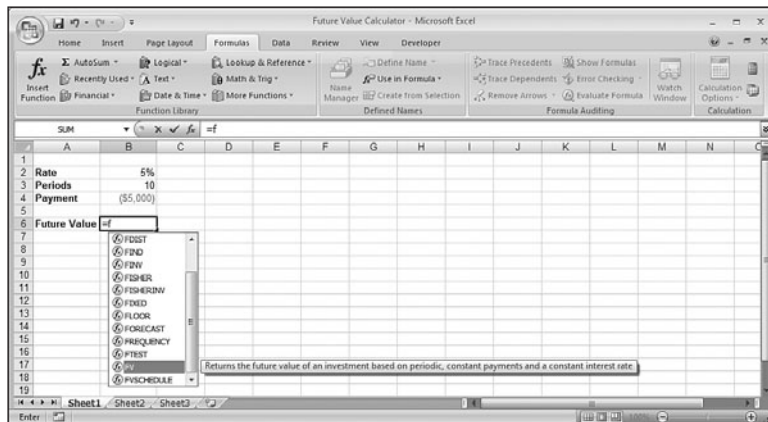 Future Value Calculator - Microsoft Excel
Home Insert Page Layout Formulas Data Review View Developer
Insert Function
Σ AutoSum
Recently Used
Financial
Logical
Text
Date & Time
Lookup & Reference
Math & Trig
More Functions
Function Library
Name Manager
Define Name
Use in Formula
Create from Selection
Defined Names
Trace Precedents
Trace Dependents
Remove Arrows
Show Formulas
Error Checking
Evaluate Formula
Watch Window
Formula Auditing
Calculation Options
Calculation
SUM fx =f
A B C D E F G H I J K L M N
1
2 Rate 5%
3 Periods 10
4 Payment ($5,000)
5
6 Future Value =f
7 FDIST
8 FIND
9 FINV
10 FISHER
11 FISHERINV
12 FIXED
13 FLOOR
14 FORECAST
15 FREQUENCY
16 FTEST
17 FV Returns the future value of an investment based on periodic, constant payments and a constant interest rate
18 FVSCHEDULE
19
Sheet1 Sheet2 Sheet3
Enter 100%